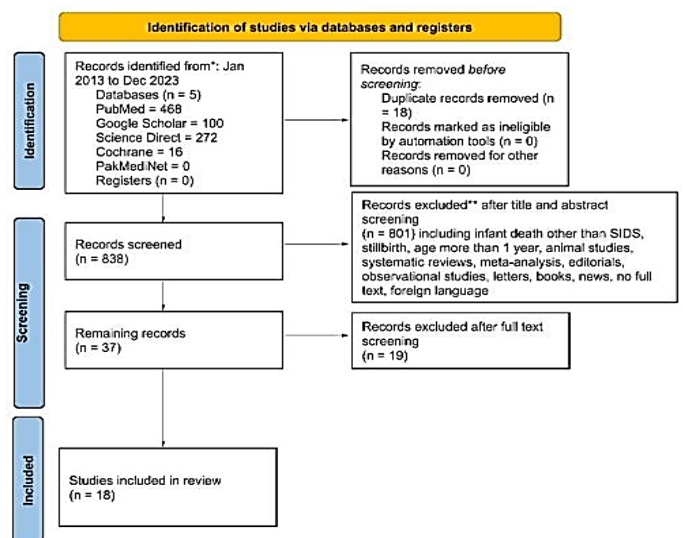 Identification of studies via databases and registers
Identification
Records identified from*: Jan
2013 to Dec 2023
Databases (n = 5)
PubMed = 468
Google Scholar = 100
Science Direct = 272
Cochrane = 16
PakMediNet = 0
Registers (n = 0)
Records removed before
screening:
Duplicate records removed (n
= 18)
Records marked as ineligible
by automation tools (n = 0)
Records removed for other
reasons (n = 0)
Screening
Records screened
(n = 838)
Records excluded** after title and abstract
screening
(n = 801} including infant death other than SIDS,
stillbirth, age more than 1 year, animal studies,
systematic reviews, meta-analysis, editorials,
observational studies, letters, books, news, no full
text, foreign language
Remaining records
(n = 37)
Records excluded after full text
screening
(n = 19)
Included
Studies included in review
(n = 18)